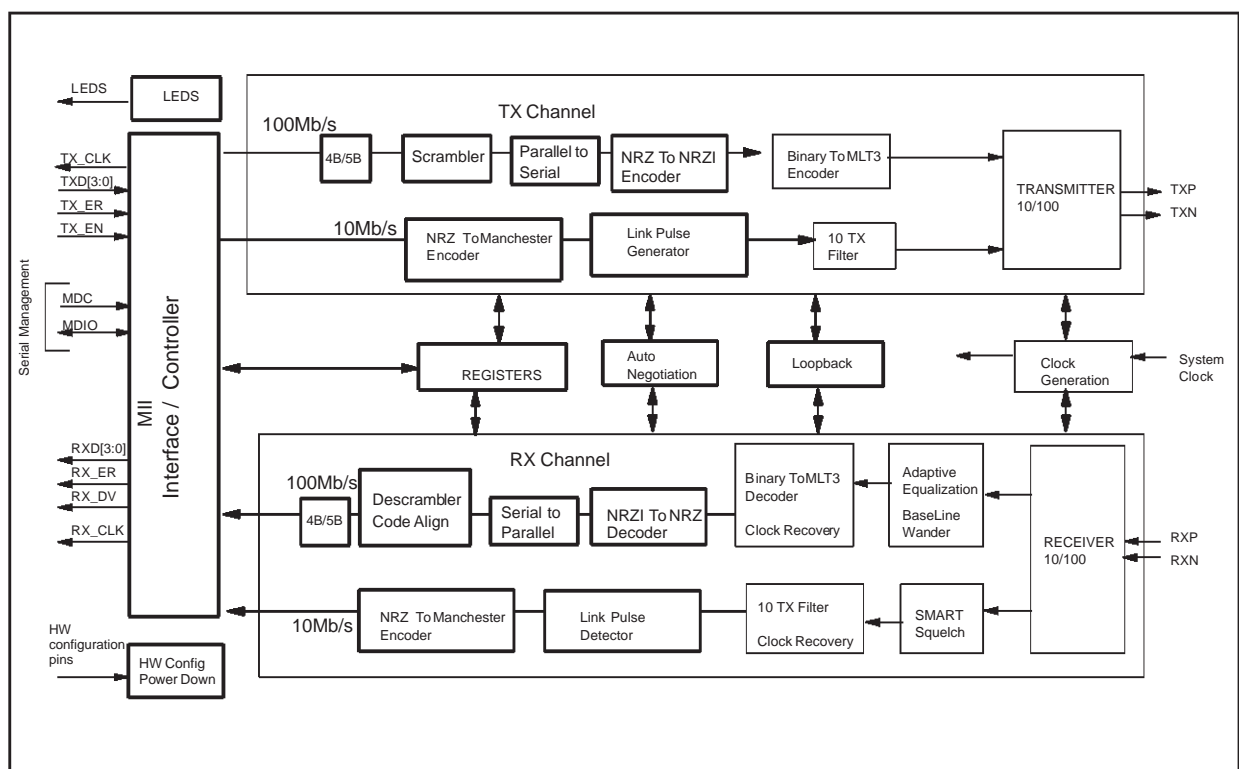 LEDS
LEDS
TX Channel
100Mb/s
4B/5B
Scrambler
Parallel to
Serial
NRZ To NRZI
Encoder
Binary To MLT3
Encoder
TRANSMITTER
10/100
TXP
TXN
TX_CLK
TXD[3:0]
TX_ER
TX_EN
10Mb/s
NRZ To Manchester
Encoder
Link Pulse
Generator
10 TX
Filter
Serial Management
MDC
MDIO
MII
Interface / Controller
REGISTERS
Auto
Negotiation
Loopback
Clock
Generation
System
Clock
RX Channel
RXD[3:0]
RX_ER
RX_DV
RX_CLK
100Mb/s
4B/5B
Descrambler
Code Align
Serial to
Parallel
NRZI To NRZ
Decoder
Binary To MLT3
Decoder
Clock Recovery
Adaptive
Equalization
BaseLine
Wander
RECEIVER
10/100
RXP
RXN
10Mb/s
NRZ To Manchester
Encoder
Link Pulse
Detector
10 TX Filter
Clock Recovery
SMART
Squelch
HW
configuration
pins
HW Config
Power Down